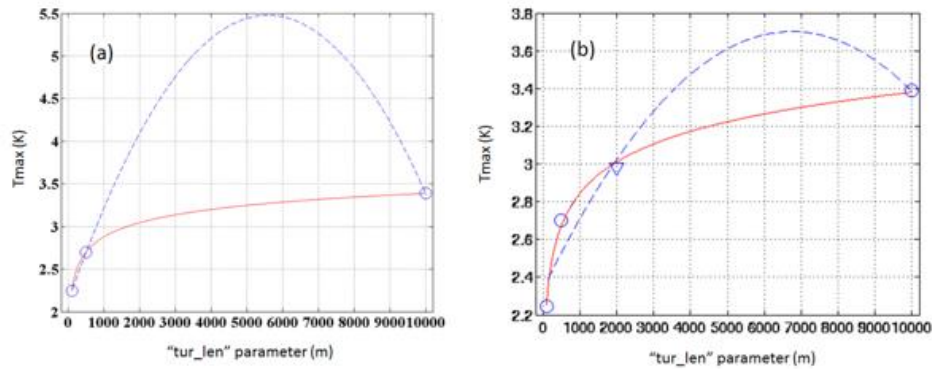 (a)
5.5
5
4.5
4
3.5
3
2.5
2
Tmax (K)
0 1000 2000 3000 4000 5000 6000 7000 8000 900010000
"tur_len" parameter (m)
(b)
3.8
3.6
3.4
3.2
3
2.8
2.6
2.4
2.2
Tmax (K)
0 1000 2000 3000 4000 5000 6000 7000 8000 9000 10000
"tur_len" parameter (m)